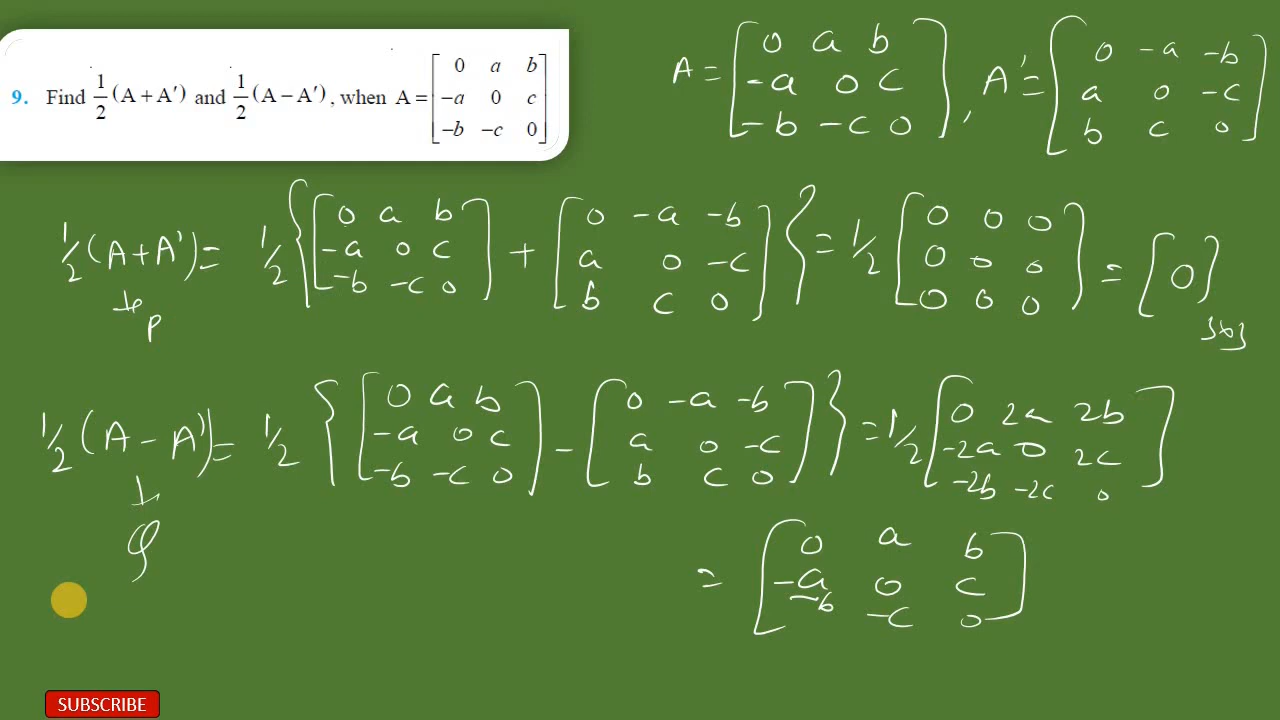 9. Find 1/2 (A + A′) and 1/2 (A − A′), when A = [ 0 a b ; −a 0 c ; −b −c 0 ]
A = [ 0 a b ; −a 0 c ; −b −c 0 ] , A' = [ 0 −a −b ; a 0 −c ; b c 0 ]
1/2 (A + A') = 1/2 { [ 0 a b ; −a 0 c ; −b −c 0 ] + [ 0 −a −b ; a 0 −c ; b c 0 ] } = 1/2 [ 0 0 0 ; 0 0 0 ; 0 0 0 ] = [ 0 ]
P
3x3
1/2 (A − A') = 1/2 { [ 0 a b ; −a 0 c ; −b −c 0 ] − [ 0 −a −b ; a 0 −c ; b c 0 ] } = 1/2 [ 0 2a 2b ; −2a 0 2c ; −2b −2c 0 ]
= [ 0 a b ; −a 0 c ; −b −c 0 ]
SUBSCRIBE